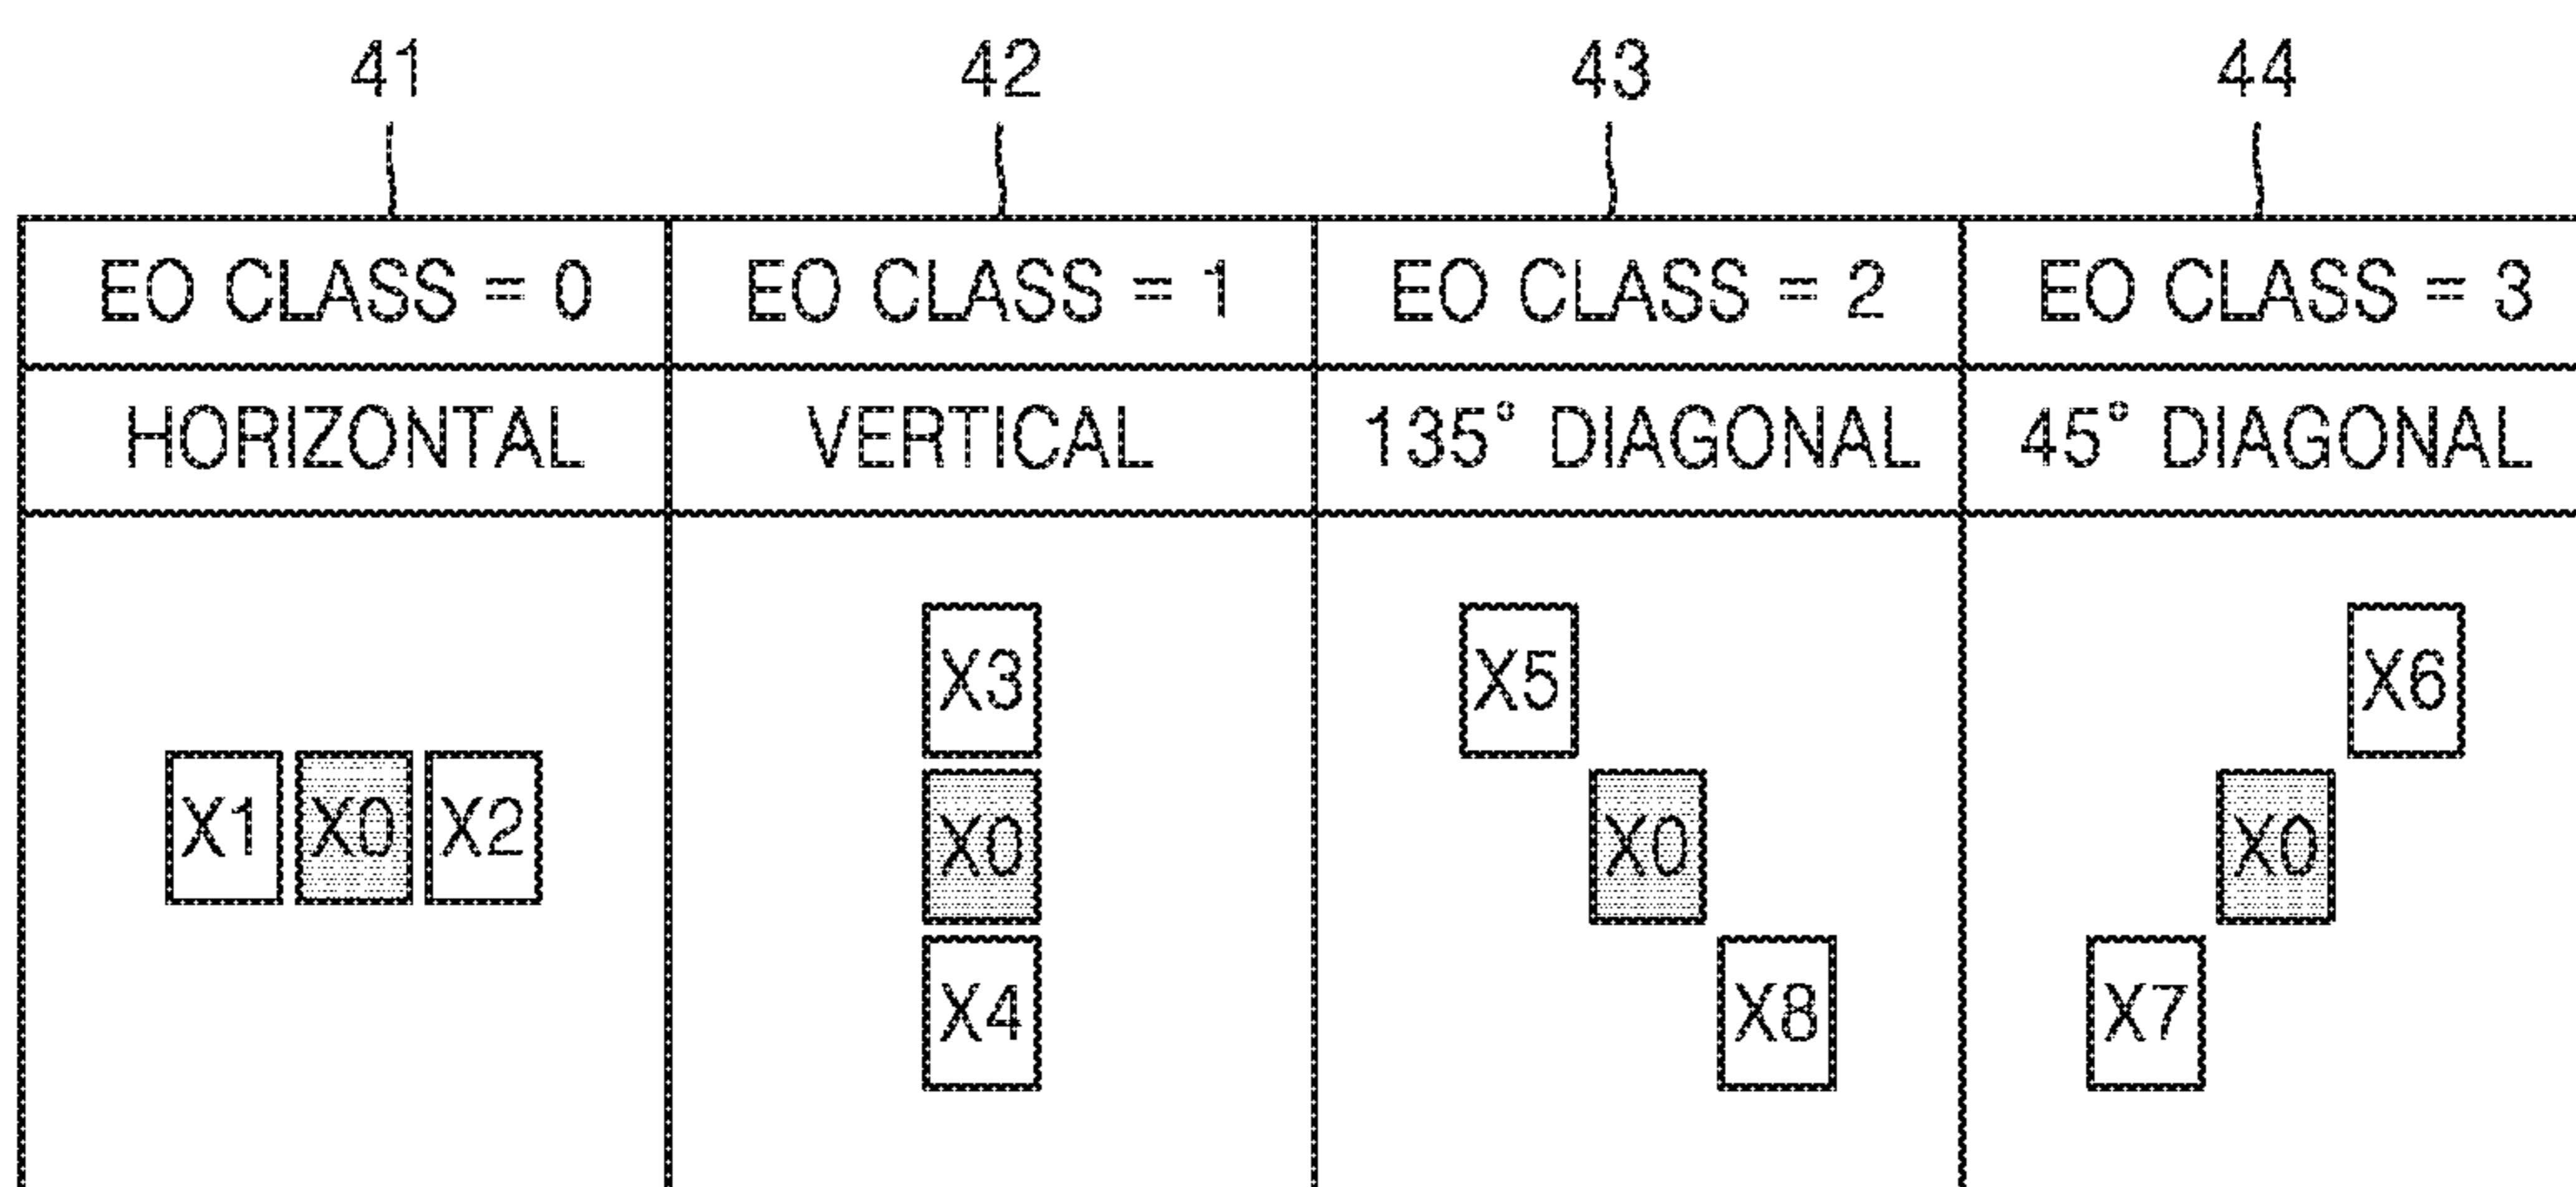 41 42 43 44
EO CLASS = 0 EO CLASS = 1 EO CLASS = 2 EO CLASS = 3
HORIZONTAL VERTICAL 135° DIAGONAL 45° DIAGONAL
X3 X5 X6
X1 X0 X2 X0 X0 X0
X4 X8 X7